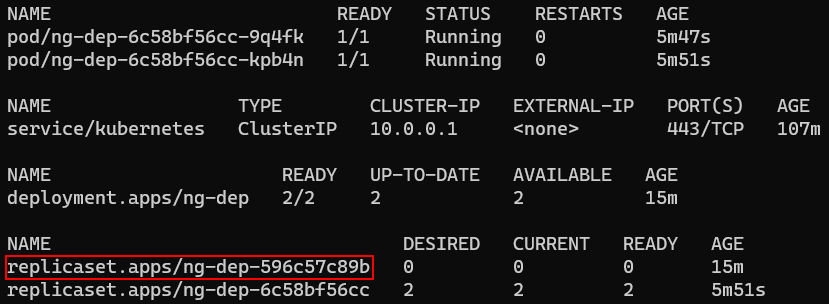 NAME READY STATUS RESTARTS AGE
pod/ng-dep-6c58bf56cc-9q4fk 1/1 Running 0 5m47s
pod/ng-dep-6c58bf56cc-kpb4n 1/1 Running 0 5m51s
NAME TYPE CLUSTER-IP EXTERNAL-IP PORT(S) AGE
service/kubernetes ClusterIP 10.0.0.1 <none> 443/TCP 107m
NAME READY UP-TO-DATE AVAILABLE AGE
deployment.apps/ng-dep 2/2 2 2 15m
NAME DESIRED CURRENT READY AGE
replicaset.apps/ng-dep-596c57c89b 0 0 0 15m
replicaset.apps/ng-dep-6c58bf56cc 2 2 2 5m51s